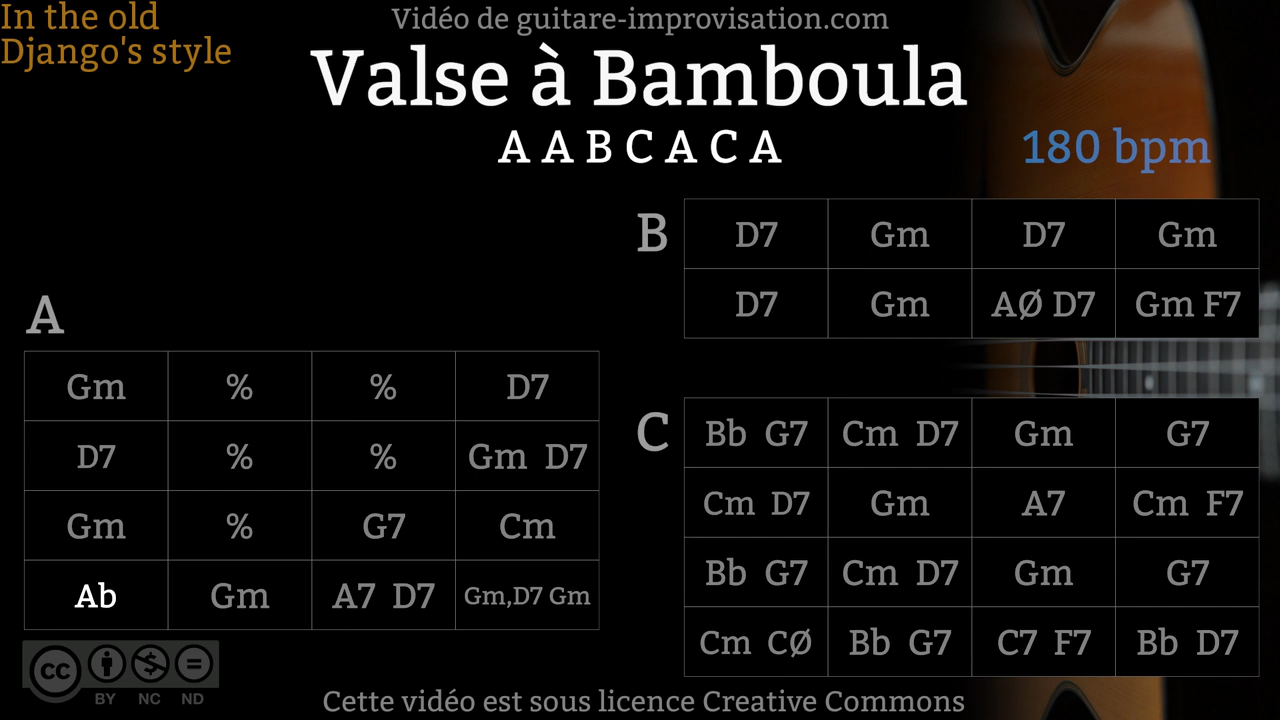 In the old
Django's style
Vidéo de guitare-improvisation.com
Valse à Bamboula
A A B C A C A
180 bpm
A
Gm % % D7
D7 % % Gm D7
Gm % G7 Cm
Ab Gm A7 D7 Gm,D7 Gm
B
D7 Gm D7 Gm
D7 Gm AØ D7 Gm F7
C
Bb G7 Cm D7 Gm G7
Cm D7 Gm A7 Cm F7
Bb G7 Cm D7 Gm G7
Cm CØ Bb G7 C7 F7 Bb D7
cc
BY NC ND
Cette vidéo est sous licence Creative Commons